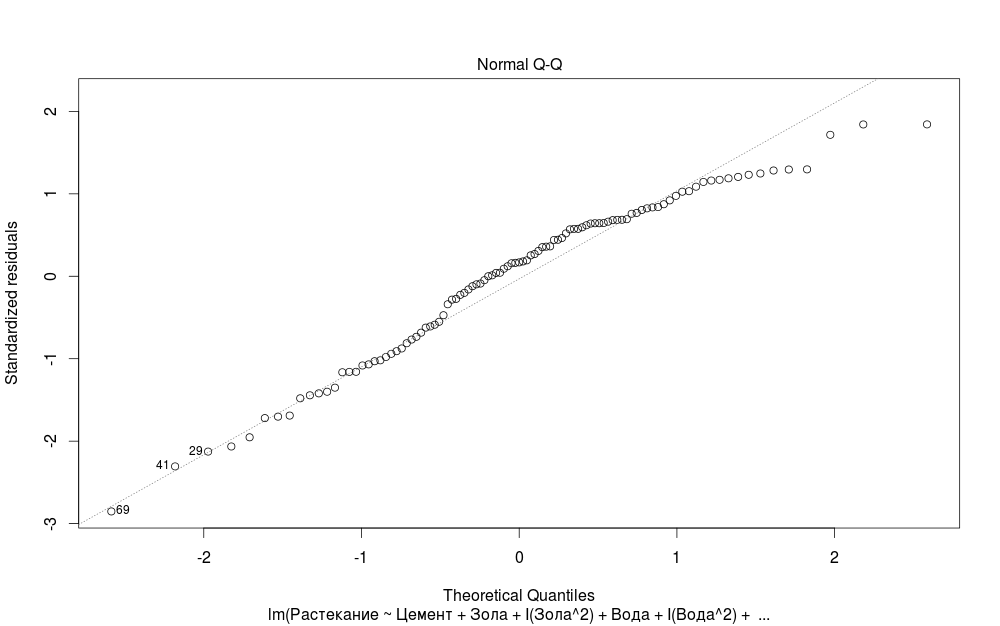 Normal Q-Q
2
1
0
-1
-2
-3
Standardized residuals
29
41
69
-2 -1 0 1 2
Theoretical Quantiles
lm(Растекание ~ Цемент + Зола + I(Зола^2) + Вода + I(Вода^2) + ...